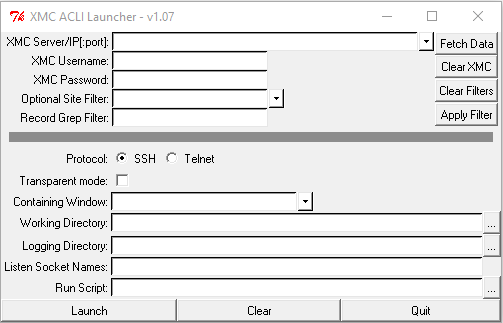 XMC ACLI Launcher - v1.07
XMC Server/IP[:port]: Fetch Data
XMC Username: Clear XMC
XMC Password:
Optional Site Filter: Clear Filters
Record Grep Filter: Apply Filter
Protocol: SSH Telnet
Transparent mode:
Containing Window:
Working Directory: ...
Logging Directory: ...
Listen Socket Names:
Run Script: ...
Launch Clear Quit